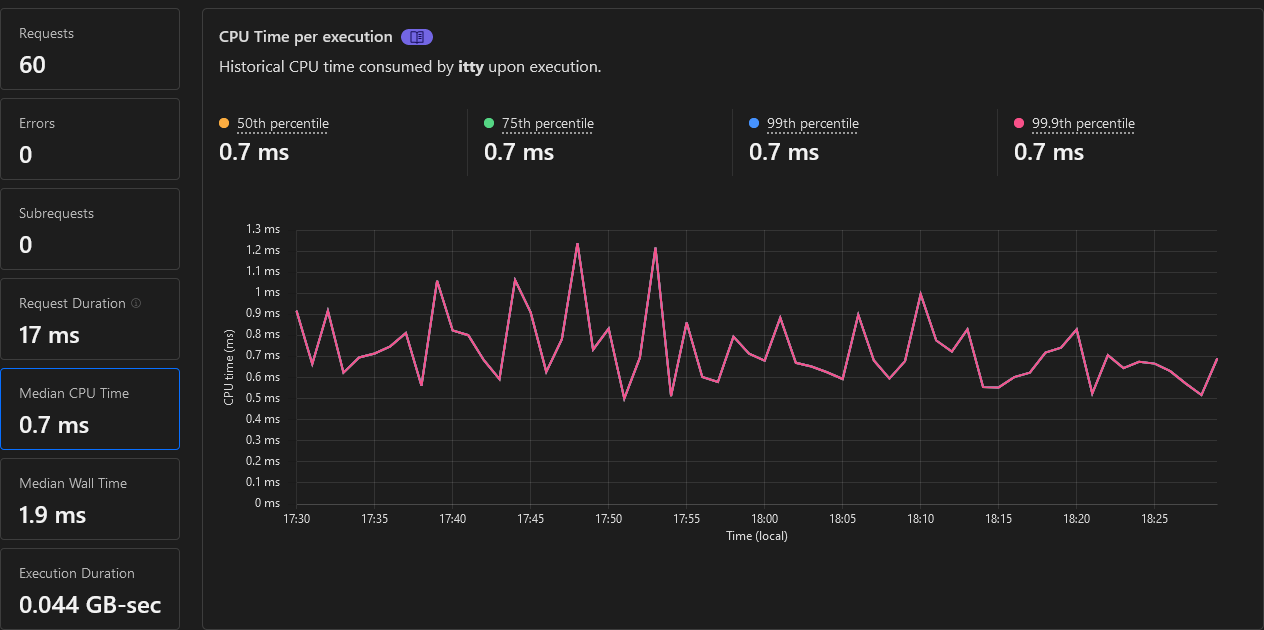 Requests
60
Errors
0
Subrequests
0
Request Duration
17 ms
Median CPU Time
0.7 ms
Median Wall Time
1.9 ms
Execution Duration
0.044 GB-sec
CPU Time per execution
Historical CPU time consumed by itty upon execution.
50th percentile
0.7 ms
75th percentile
0.7 ms
99th percentile
0.7 ms
99.9th percentile
0.7 ms
CPU time (ms)
1.3 ms
1.2 ms
1.1 ms
1 ms
0.9 ms
0.8 ms
0.7 ms
0.6 ms
0.5 ms
0.4 ms
0.3 ms
0.2 ms
0.1 ms
0 ms
17:30 17:35 17:40 17:45 17:50 17:55 18:00 18:05 18:10 18:15 18:20 18:25
Time (local)